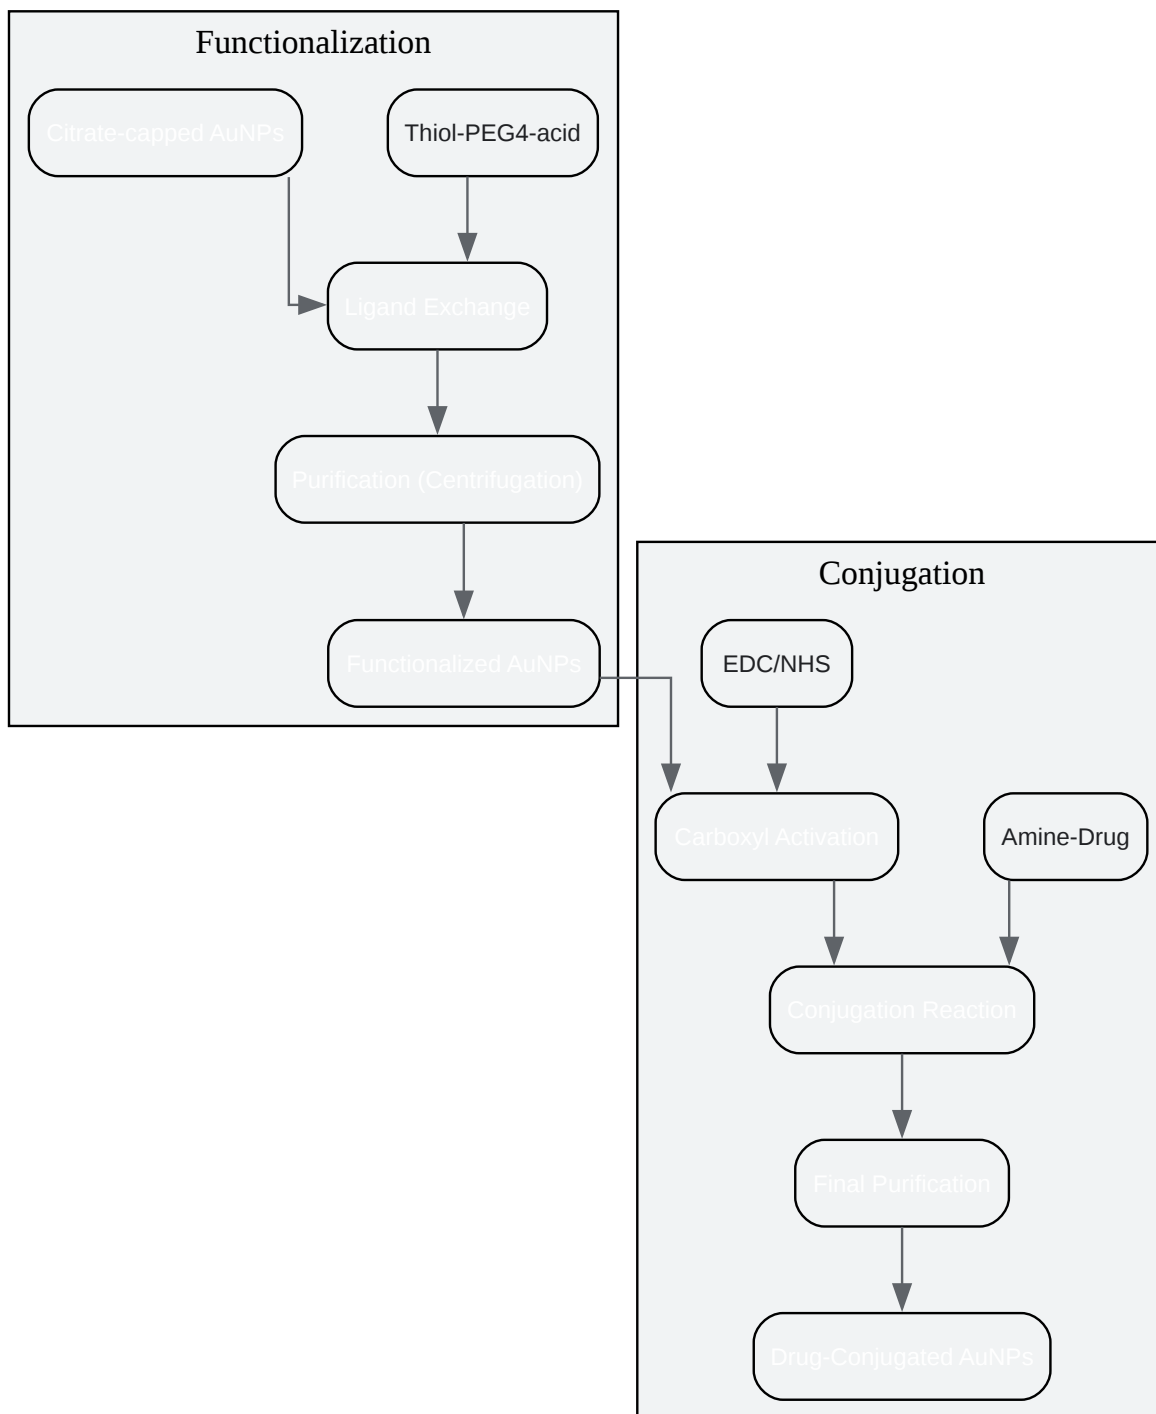 Functionalization
Citrate-capped AuNPs
Thiol-PEG4-acid
Ligand Exchange
Purification (Centrifugation)
Functionalized AuNPs
Conjugation
EDC/NHS
Carboxyl Activation
Amine-Drug
Conjugation Reaction
Final Purification
Drug-Conjugated AuNPs